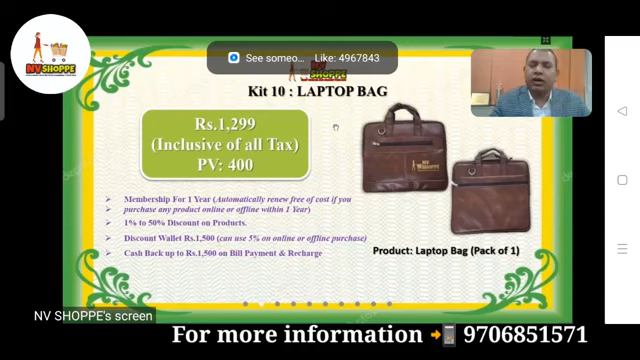 NV SHOPPE
See someo... Like: 4967843
NV SHOPPE
Kit 10 : LAPTOP BAG
Rs.1,299
(Inclusive of all Tax)
PV: 400
NV
SHOPPE
Membership For 1 Year (Automatically renew free of cost if you
purchase any product online or offline within 1 Year)
1% to 50% Discount on Products.
Discount Wallet Rs.1,500 (can use 5% on online or offline purchase)
Cash Back up to Rs.1,500 on Bill Payment & Recharge
Product: Laptop Bag (Pack of 1)
NV SHOPPE's screen
For more information 9706851571